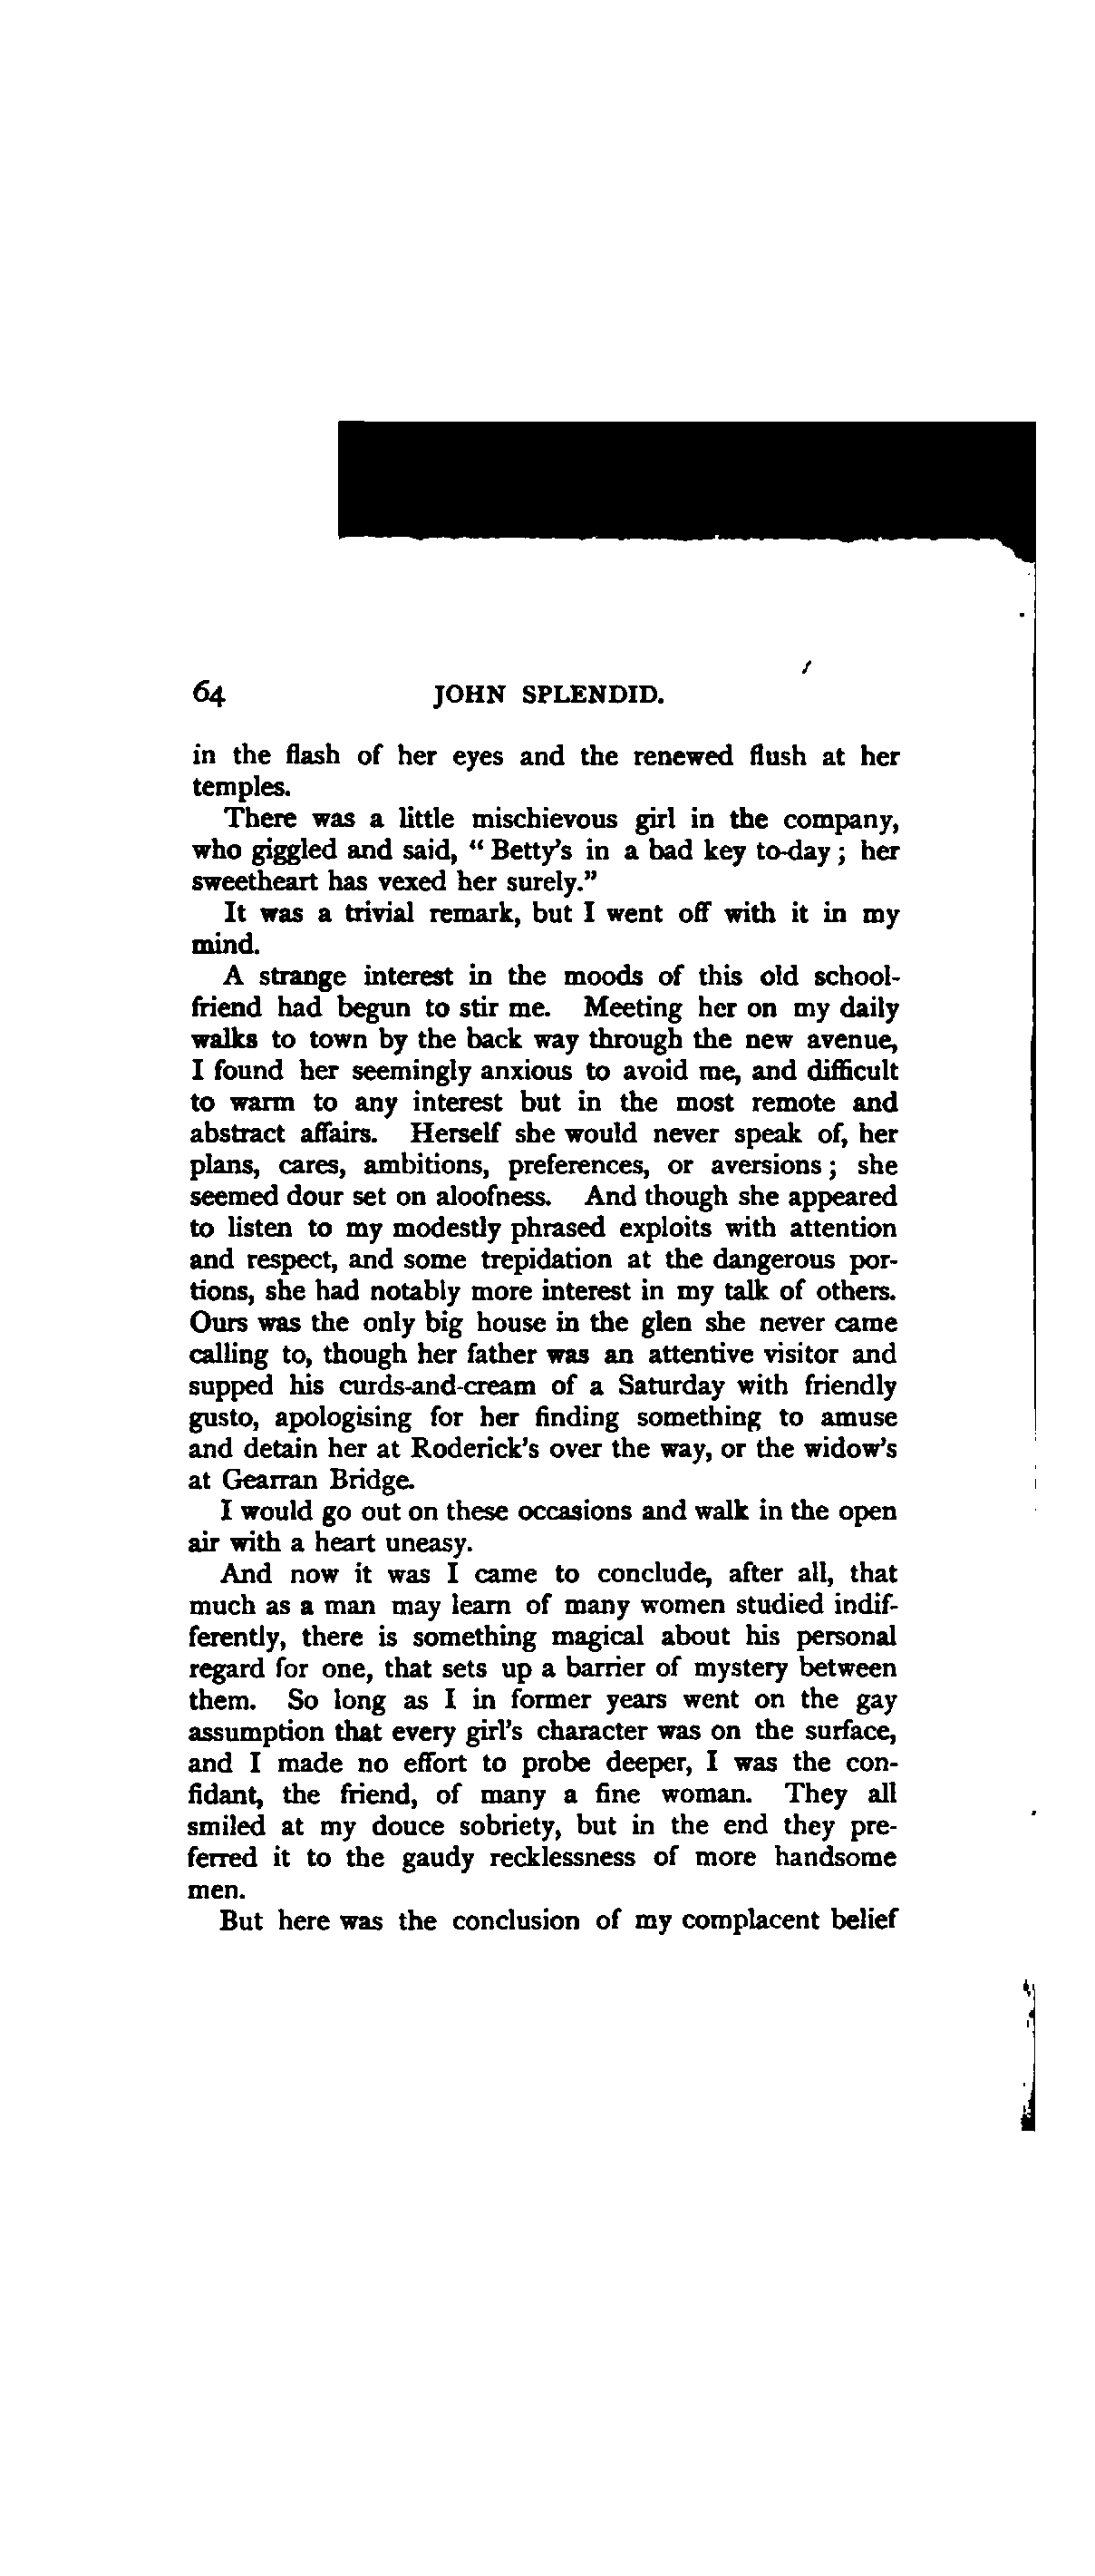 64 JOHN SPLENDID.
in the flash of her eyes and the renewed flush at her
temples.
There was a little mischievous girl in the company,
who giggled and said, “ Betty’s in a bad key to-day ; her
sweetheart has vexed her surely.”
It was a trivial remark, but I went off with it in my
mind.
A strange interest in the moods of this old school-
friend had begun to stir me. Meeting her on my daily
walks to town by the back way through the new avenue,
I found her seemingly anxious to avoid me, and difficult
to warm to any interest but in the most remote and
abstract affairs. Herself she would never speak of, her
plans, cares, ambitions, preferences, or aversions ; she
seemed dour set on aloofness. And though she appeared
to listen to my modestly phrased exploits with attention
and respect, and some trepidation at the dangerous por-
tions, she had notably more interest in my talk of others.
Ours was the only big house in the glen she never came
calling to, though her father was an attentive visitor and
supped his curds-and-cream of a Saturday with friendly
gusto, apologising for her finding something to amuse
and detain her at Roderick’s over the way, or the widow’s
at Gearran Bridge.
I would go out on these occasions and walk in the open
air with a heart uneasy.
And now it was I came to conclude, after all, that
much as a man may learn of many women studied indif-
ferently, there is something magical about his personal
regard for one, that sets up a barrier of mystery between
them. So long as I in former years went on the gay
assumption that every girl’s character was on the surface,
and I made no effort to probe deeper, I was the con-
fidant, the friend, of many a fine woman. They all
smiled at my douce sobriety, but in the end they pre-
ferred it to the gaudy recklessness of more handsome
men.
But here was the conclusion of my complacent belief